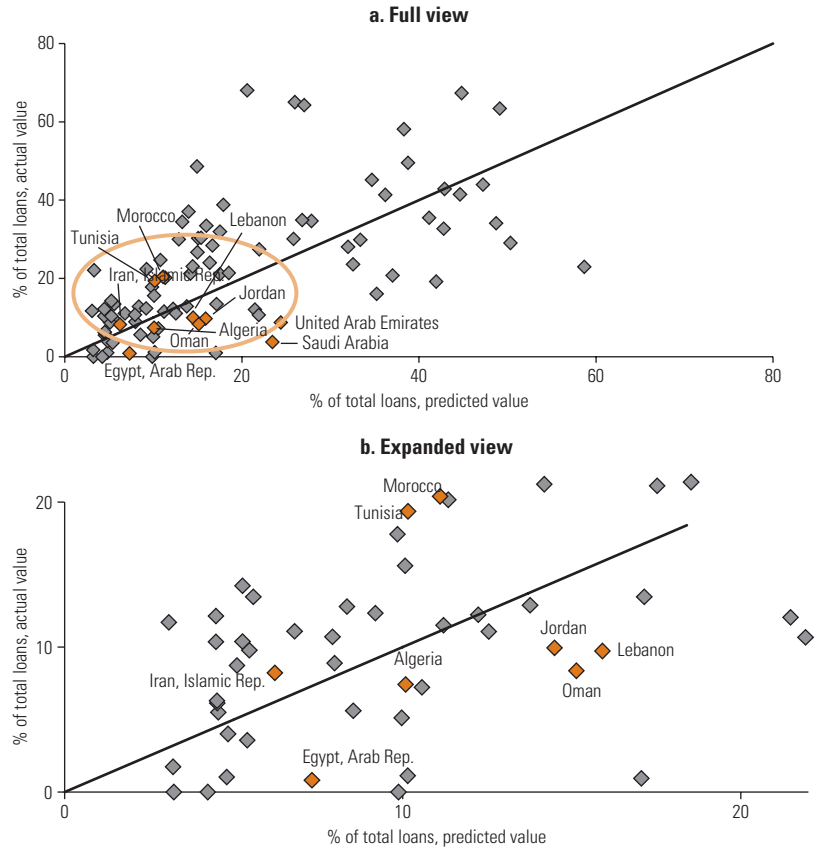 a. Full view
80
60
40
20
0
% of total loans, actual value
Morocco
Lebanon
Tunisia
Iran, Islamic Rep.
Jordan
United Arab Emirates
Algeria
Oman
Saudi Arabia
Egypt, Arab Rep.
0
20
40
60
80
% of total loans, predicted value
b. Expanded view
20
10
0
% of total loans, actual value
Morocco
Tunisia
Jordan
Algeria
Lebanon
Iran, Islamic Rep.
Oman
Egypt, Arab Rep.
0
10
20
% of total loans, predicted value